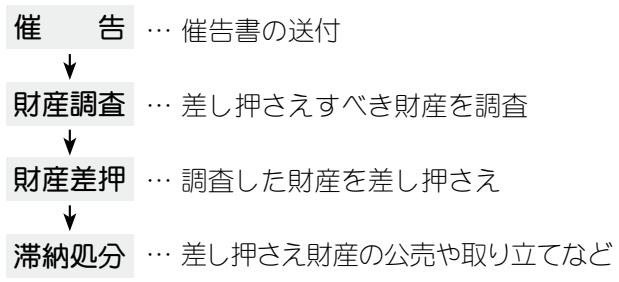 催　告 … 催告書の送付
財産調査 … 差し押さえすべき財産を調査
財産差押 … 調査した財産を差し押さえ
滞納処分 … 差し押さえ財産の公売や取り立てなど